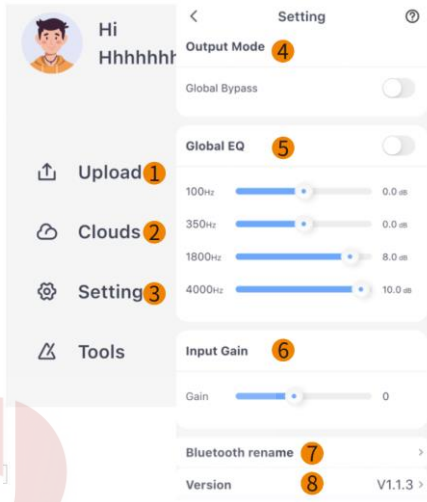 Hi
Hhhhhhh
Upload 1
Clouds 2
Setting 3
Tools
Setting
Output Mode 4
Global Bypass
Global EQ 5
100Hz 0.0 dB
350Hz 0.0 dB
1800Hz 8.0 dB
4000Hz 10.0 dB
Input Gain 6
Gain 0
Bluetooth rename 7
Version 8 V1.1.3